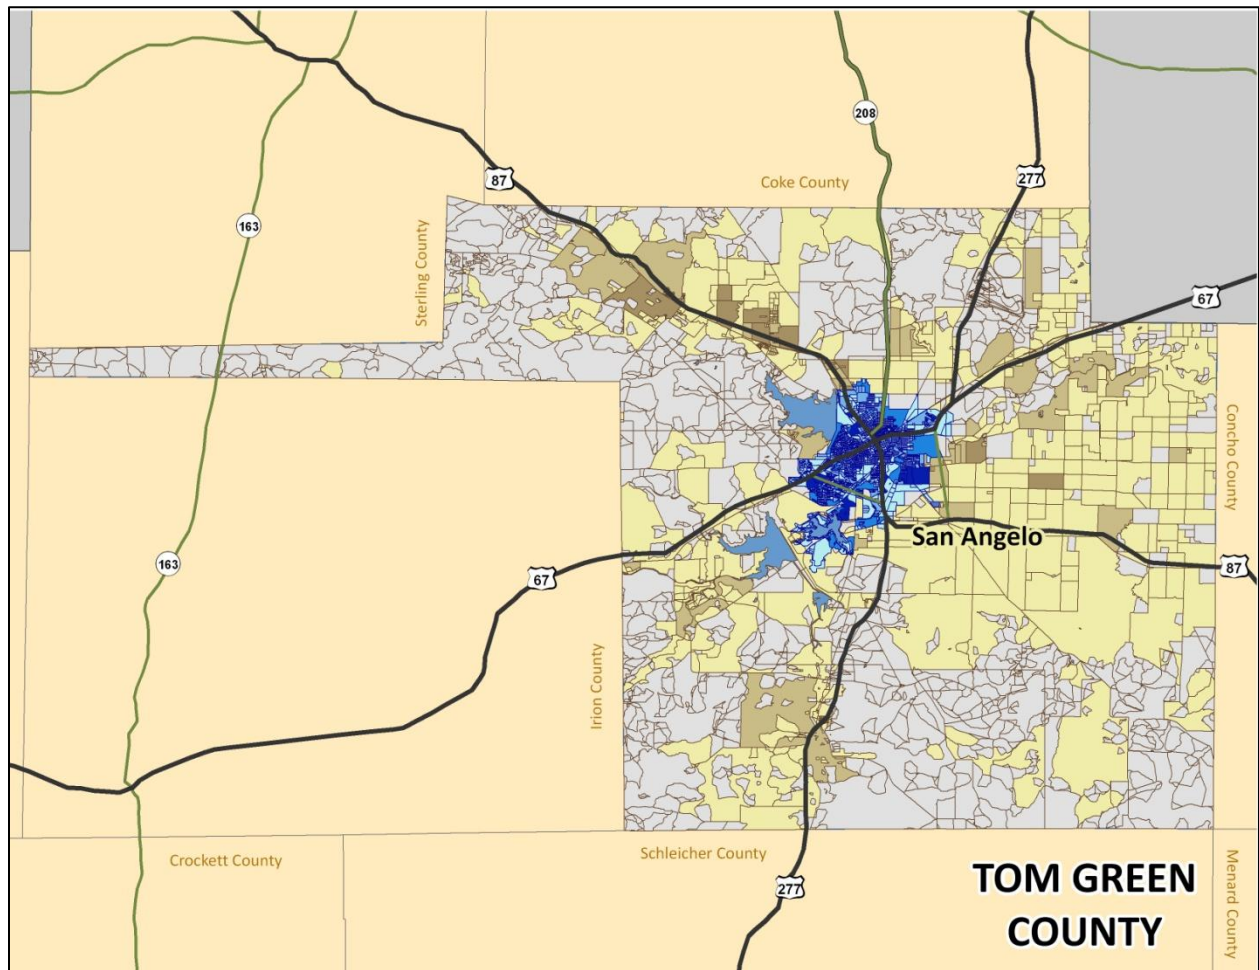 208
87
277
Coke County
163
Sterling County
67
Concho County
San Angelo
163
67
87
Irion County
Crockett County
Schleicher County
277
TOM GREEN
COUNTY
Menard County